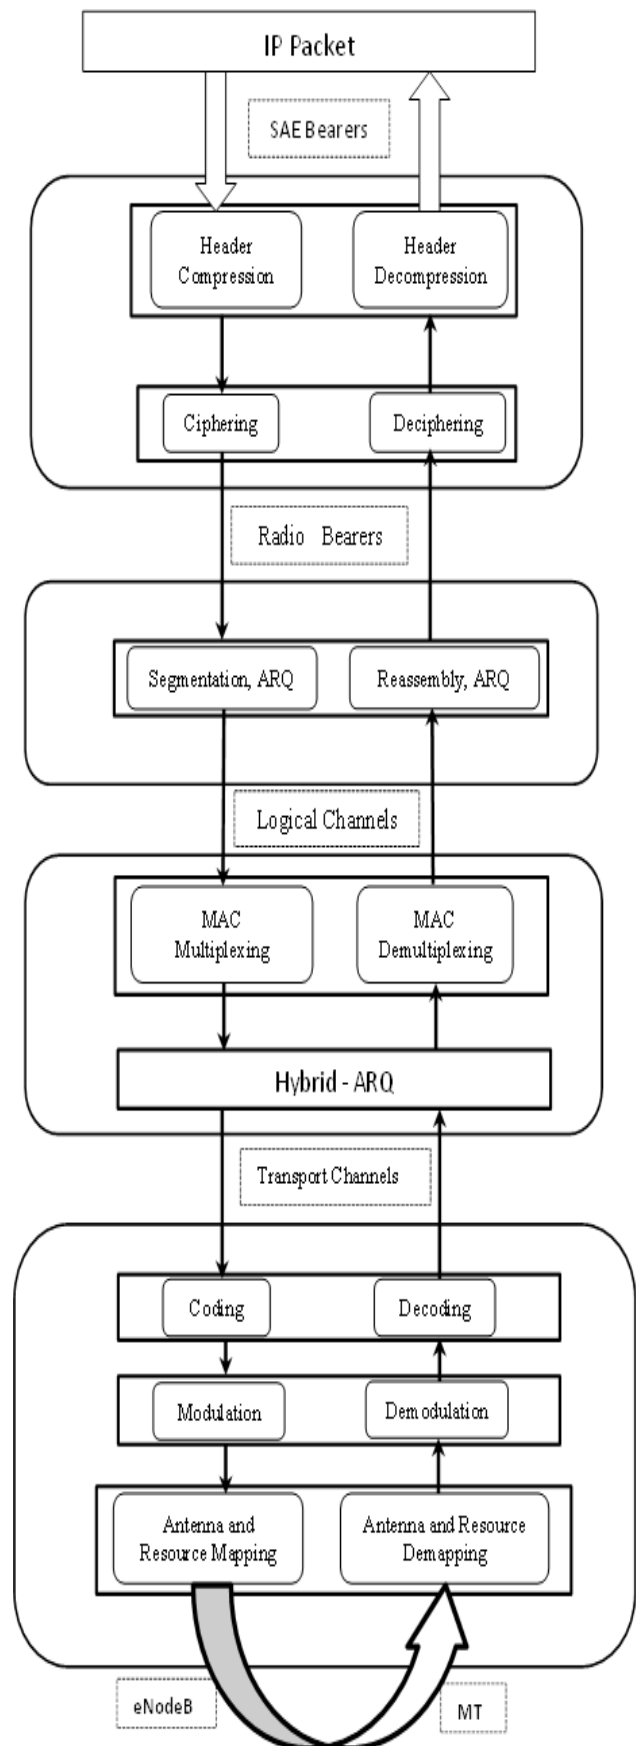 IP Packet
SAE Bearers
Header
Compression
Header
Decompression
Ciphering
Deciphering
Radio Bearers
Segmentation, ARQ
Reassembly, ARQ
Logical Channels
MAC
Multiplexing
MAC
Demultiplexing
Hybrid - ARQ
Transport Channels
Coding
Decoding
Modulation
Demodulation
Antenna and
Resource Mapping
Antenna and Resource
Demapping
eNodeB
MT